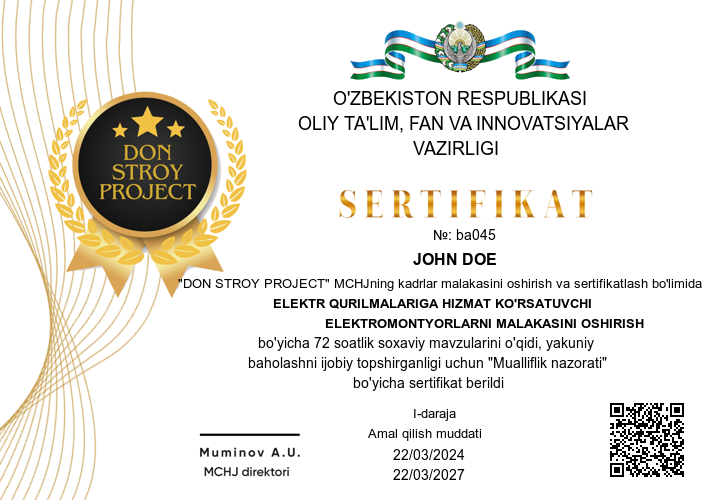 DON
STROY
PROJECT
O'ZBEKISTON RESPUBLIKASI
OLIY TA'LIM, FAN VA INNOVATSIYALAR
VAZIRLIGI
SERTIFIKAT
№: ba045
JOHN DOE
"DON STROY PROJECT" MCHJning kadrlar malakasini oshirish va sertifikatlash bo'limida
ELEKTR QURILMALARIGA HIZMAT KO'RSATUVCHI
ELEKTROMONTYORLARNI MALAKASINI OSHIRISH
bo'yicha 72 soatlik soxaviy mavzularini o'qidi, yakuniy
baholashni ijobiy topshirganligi uchun "Mualliflik nazorati"
bo'yicha sertifikat berildi
I-daraja
Amal qilish muddati
22/03/2024
22/03/2027
Muminov A.U.
MCHJ direktori